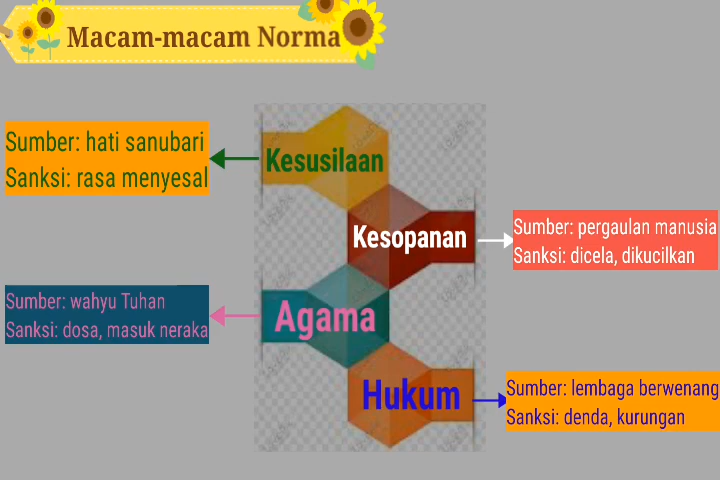 Macam-macam Norma
Sumber: hati sanubari
Sanksi: rasa menyesal
Kesusilaan
Kesopanan
Sumber: pergaulan manusia
Sanksi: dicela, dikucilkan
Sumber: wahyu Tuhan
Sanksi: dosa, masuk neraka
Agama
Hukum
Sumber: lembaga berwenang
Sanksi: denda, kurungan